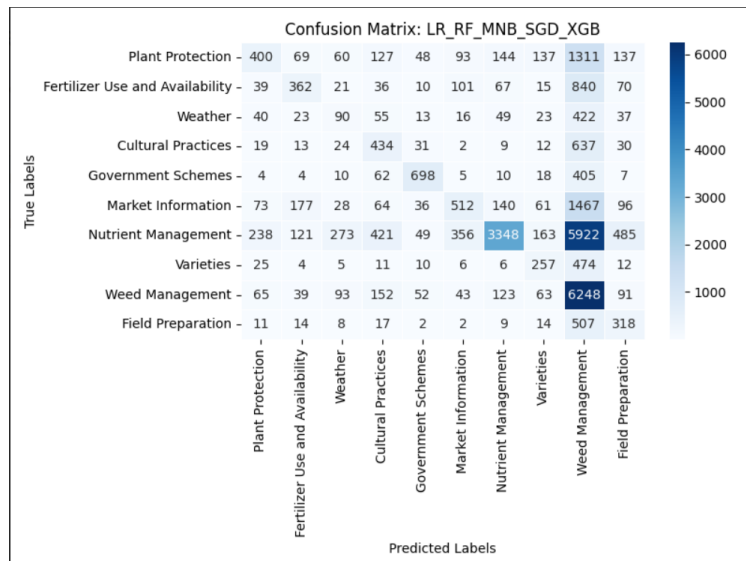 Confusion Matrix: LR_RF_MNB_SGD_XGB
True Labels
Plant Protection 400 69 60 127 48 93 144 137 1311 137
Fertilizer Use and Availability 39 362 21 36 10 101 67 15 840 70
Weather 40 23 90 55 13 16 49 23 422 37
Cultural Practices 19 13 24 434 31 2 9 12 637 30
Government Schemes 4 4 10 62 698 5 10 18 405 7
Market Information 73 177 28 64 36 512 140 61 1467 96
Nutrient Management 238 121 273 421 49 356 3348 163 5922 485
Varieties 25 4 5 11 10 6 6 257 474 12
Weed Management 65 39 93 152 52 43 123 63 6248 91
Field Preparation 11 14 8 17 2 2 9 14 507 318
Plant Protection
Fertilizer Use and Availability
Weather
Cultural Practices
Government Schemes
Market Information
Nutrient Management
Varieties
Weed Management
Field Preparation
Predicted Labels
6000
5000
4000
3000
2000
1000